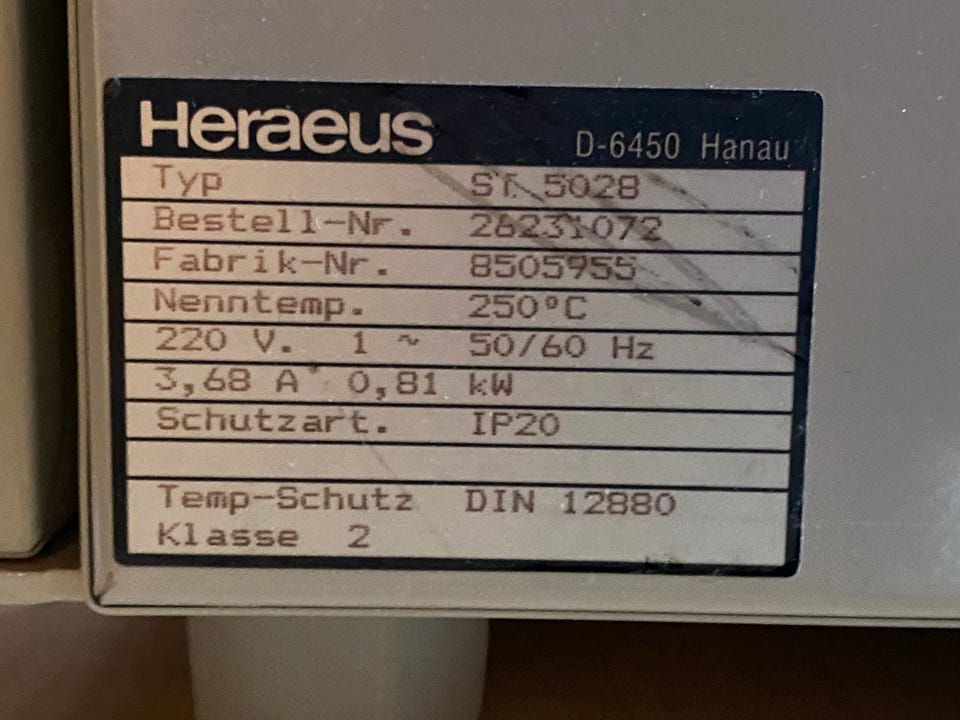 Heraeus D-6450 Hanau
Typ ST 5028
Bestell-Nr. 26231072
Fabrik-Nr. 8505955
Nenntemp. 250°C
220 V. 1 ~ 50/60 Hz
3,68 A 0,81 kW
Schutzart. IP20
Temp-Schutz DIN 12880
Klasse 2